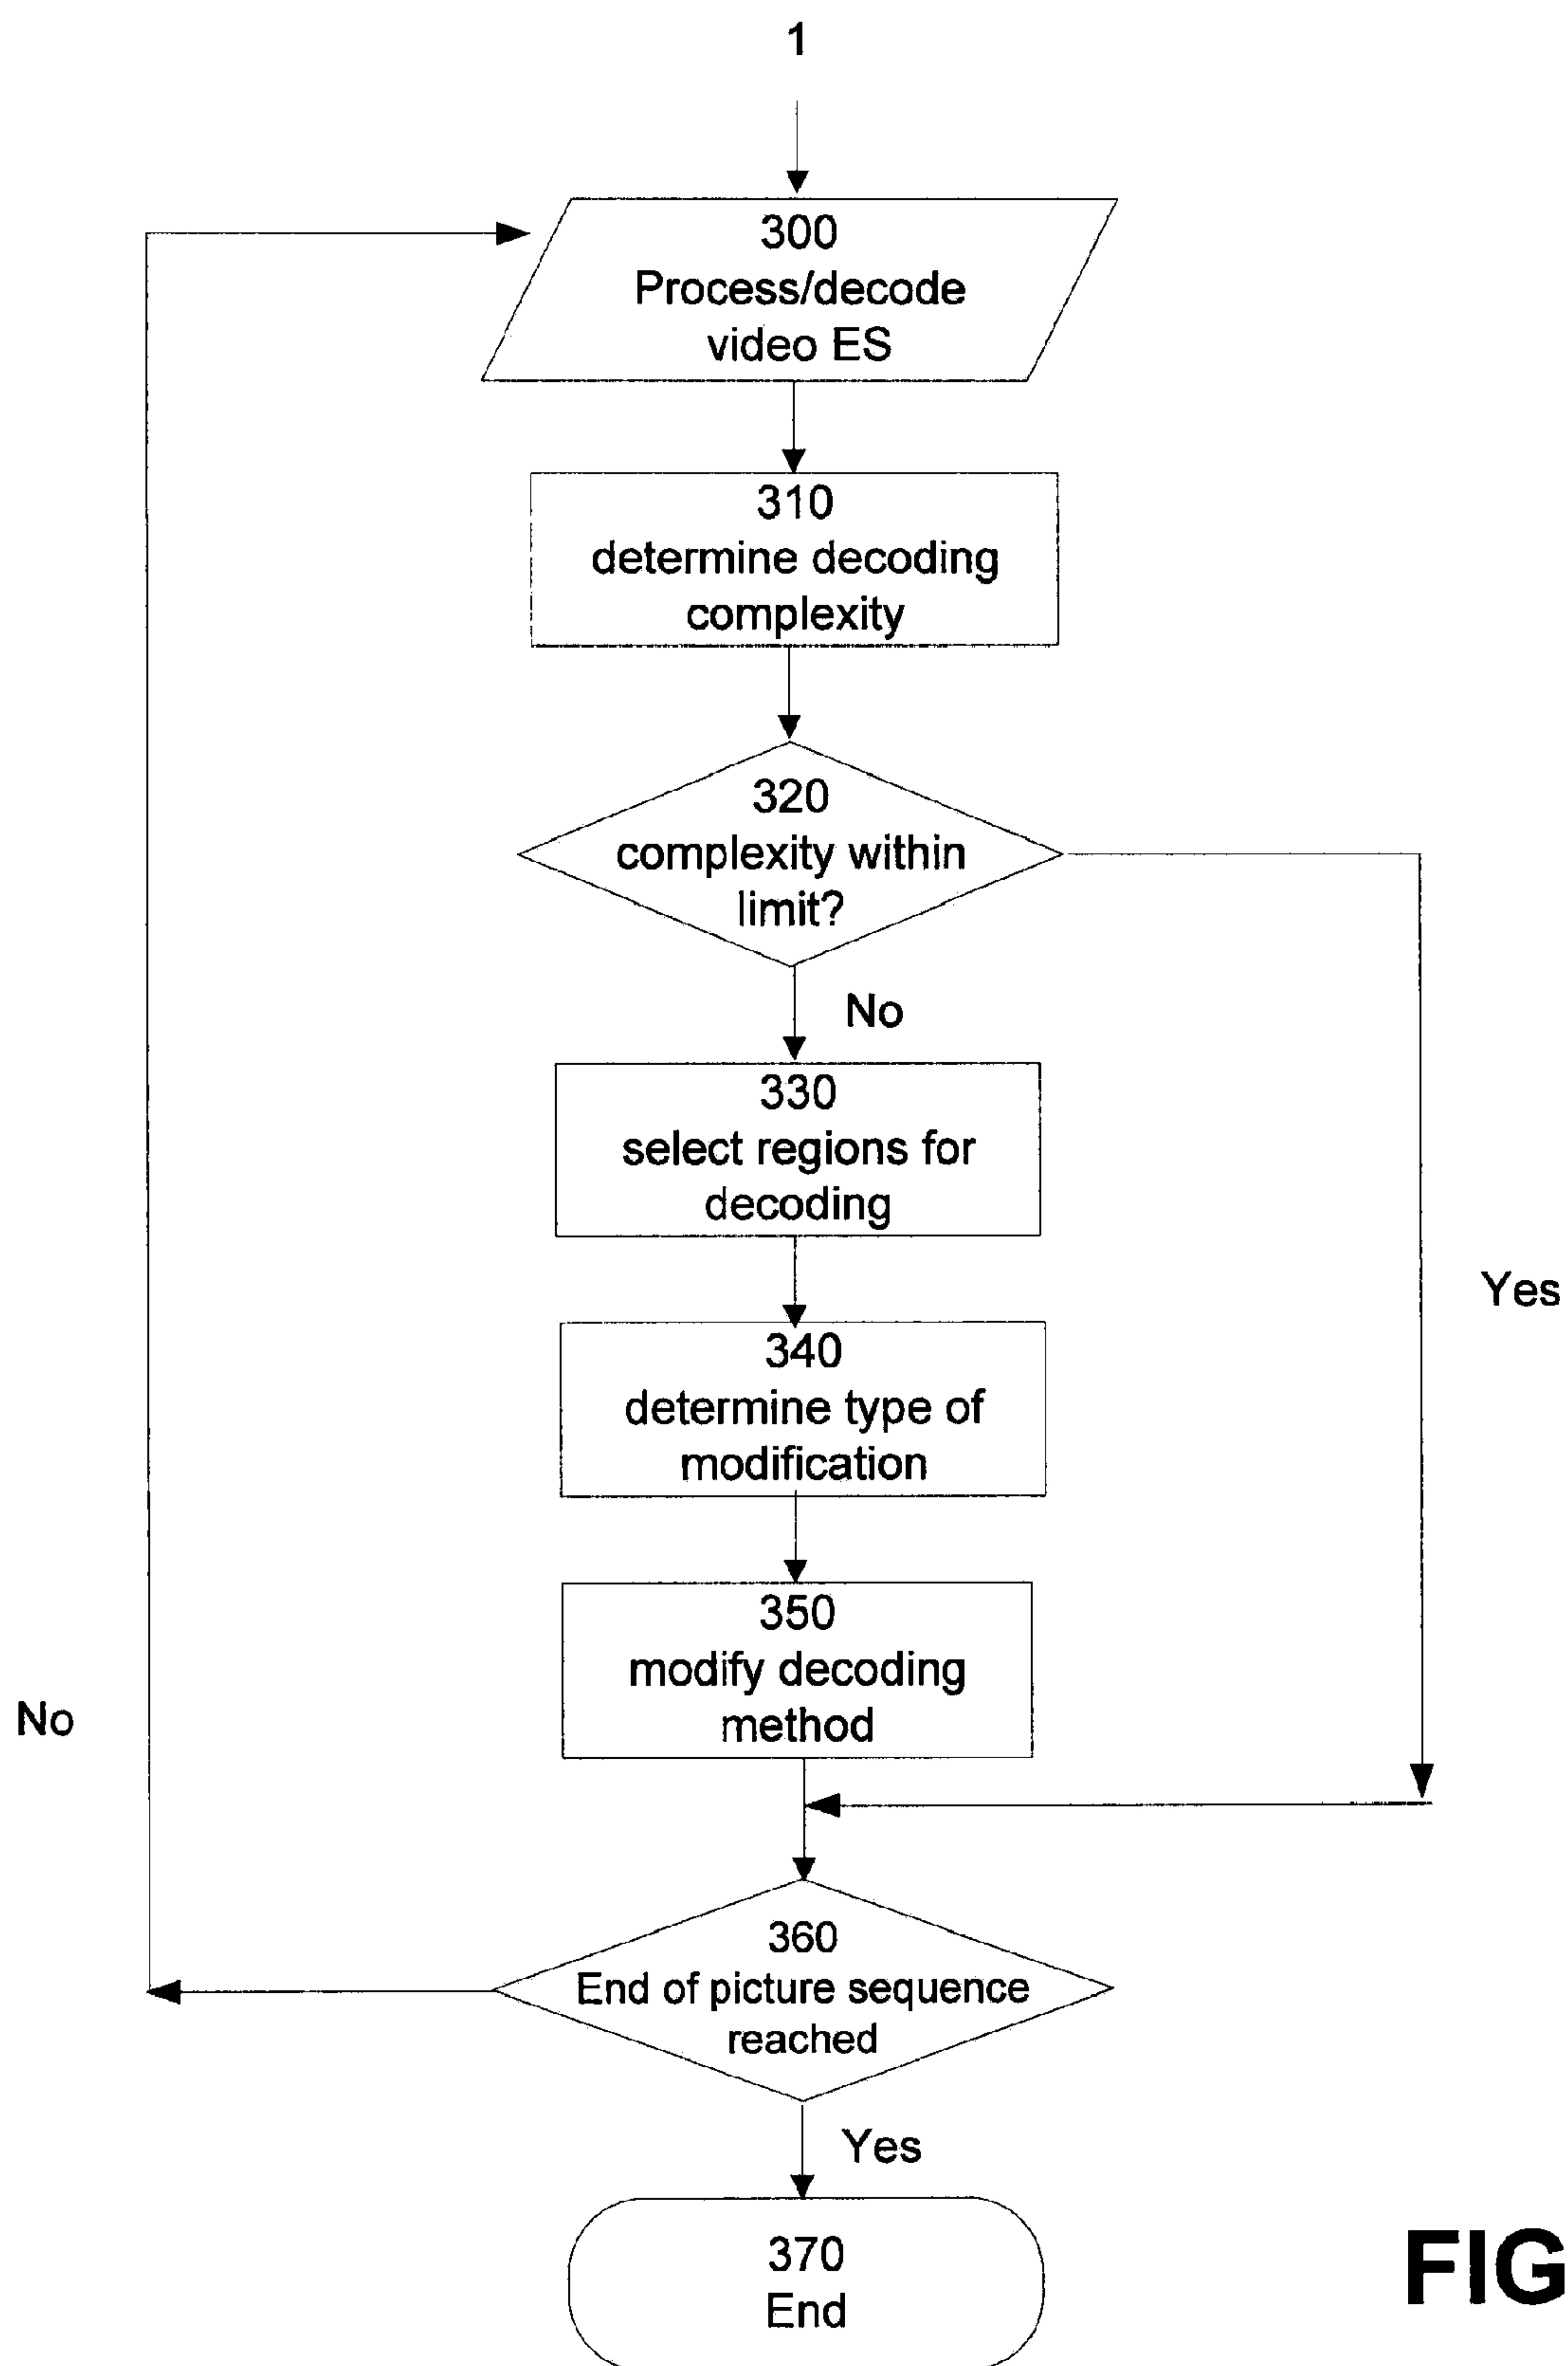 1
300
Process/decode
video ES
310
determine decoding
complexity
320
complexity within
limit?
No
330
select regions for
decoding
Yes
340
determine type of
modification
350
modify decoding
method
No
360
End of picture sequence
reached
Yes
370
End
FIG